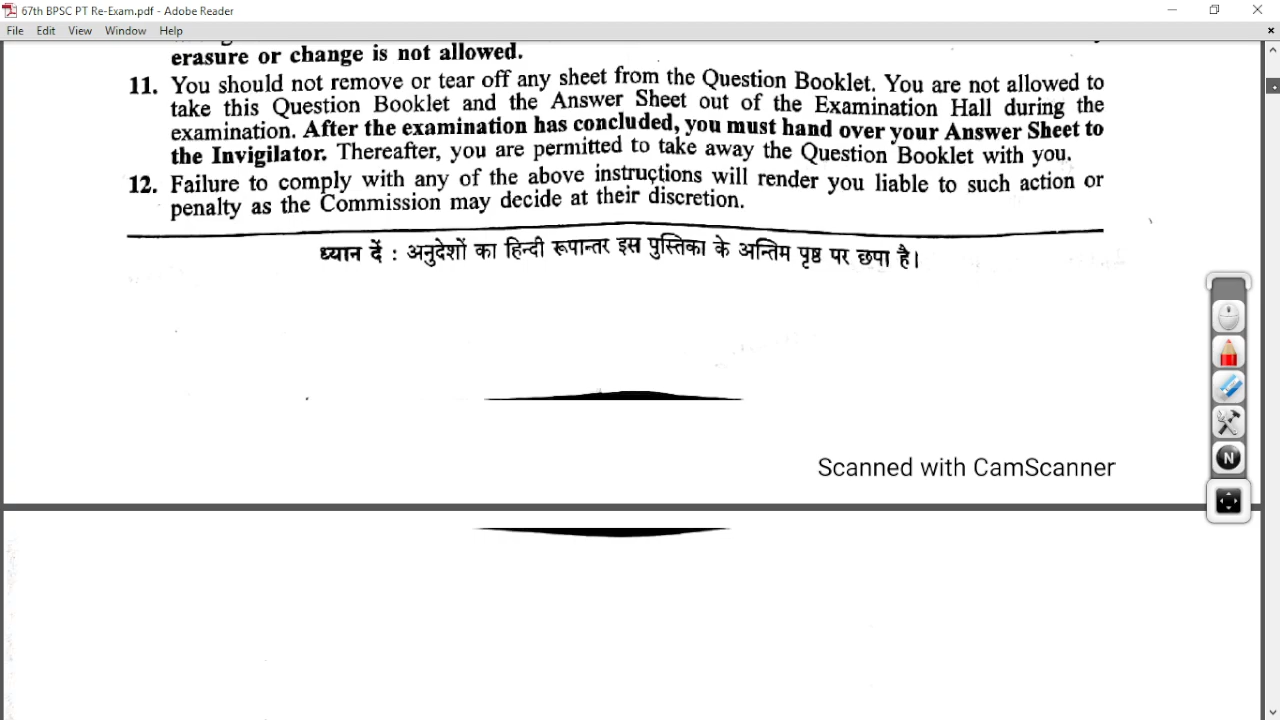 67th BPSC PT Re-Exam.pdf - Adobe Reader
File Edit View Window Help
erasure or change is not allowed.
11. You should not remove or tear off any sheet from the Question Booklet. You are not allowed to
take this Question Booklet and the Answer Sheet out of the Examination Hall during the
examination. After the examination has concluded, you must hand over your Answer Sheet to
the Invigilator. Thereafter, you are permitted to take away the Question Booklet with you.
12. Failure to comply with any of the above instructions will render you liable to such action or
penalty as the Commission may decide at their discretion.
ध्यान दें : अनुदेशों का हिन्दी रूपान्तर इस पुस्तिका के अन्तिम पृष्ठ पर छपा है।
N
Scanned with CamScanner